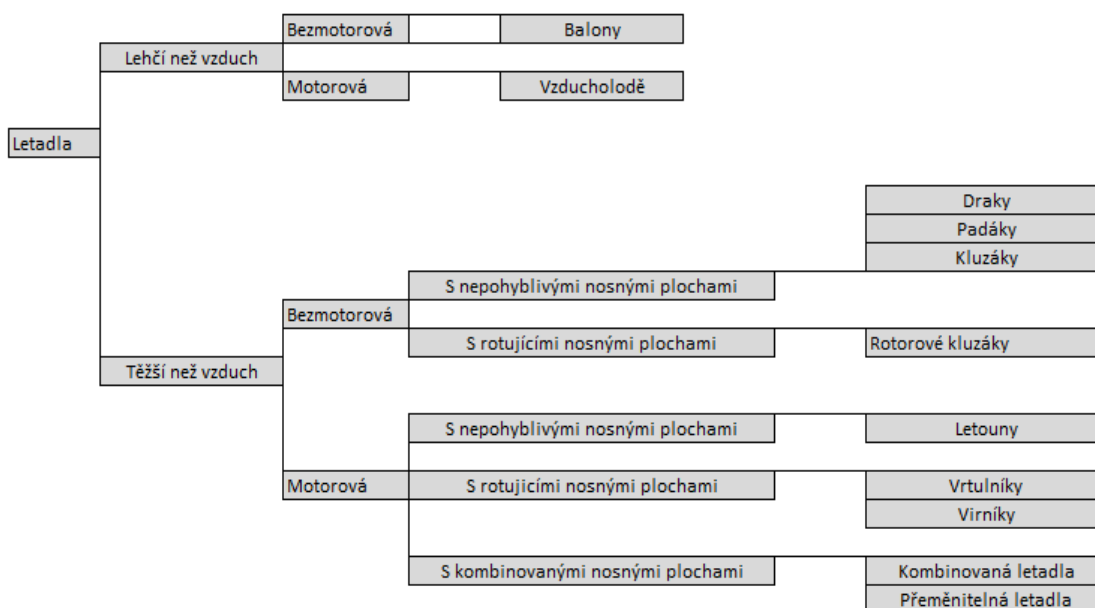 Bezmotorová Balony
Lehčí než vzduch
Motorová Vzducholodě
Letadla
Draky
Padáky
Kluzáky
S nepohyblivými nosnými plochami
Bezmotorová
S rotujícími nosnými plochami Rotorové kluzáky
Těžší než vzduch
S nepohyblivými nosnými plochami Letouny
Motorová S rotujicími nosnými plochami Vrtulníky
Virníky
S kombinovanými nosnými plochami Kombinovaná letadla
Přeměnitelná letadla